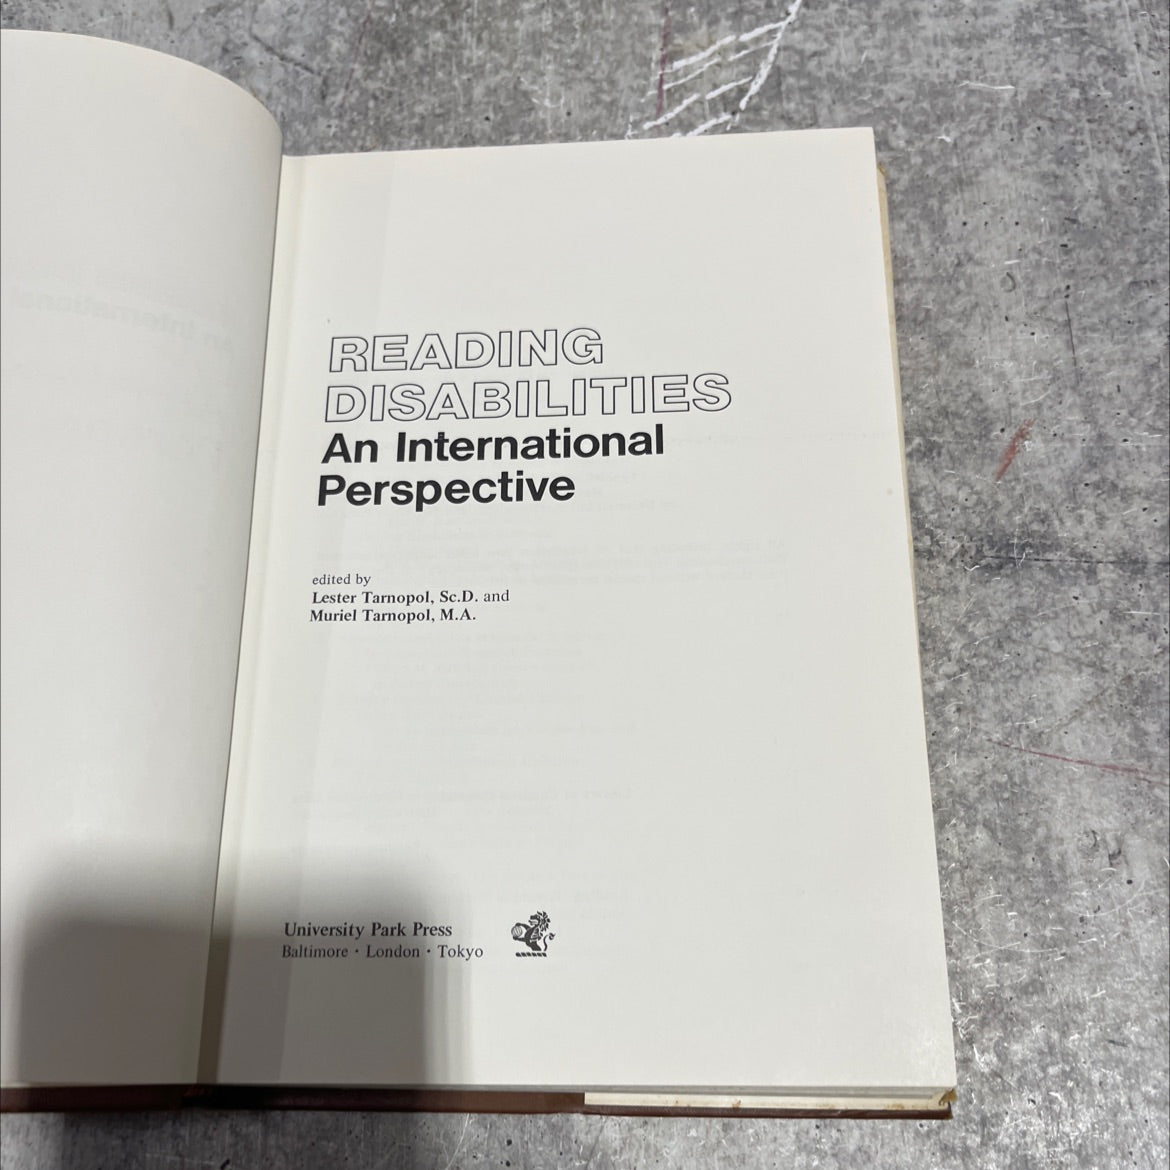 READING
DISABILITIES
An International
Perspective
edited by
Lester Tarnopol, Sc.D. and
Muriel Tarnopol, M.A.
University Park Press
Baltimore • London • Tokyo